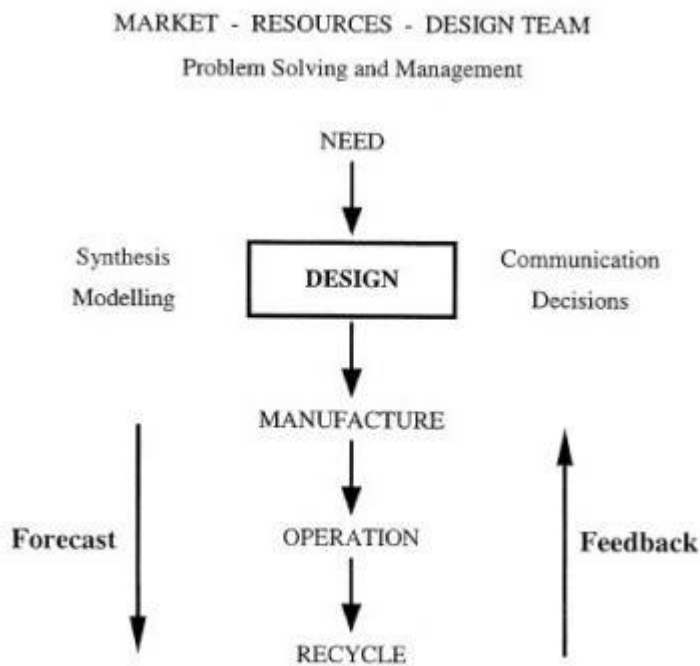 MARKET - RESOURCES - DESIGN TEAM
Problem Solving and Management
NEED
Synthesis
Modelling
DESIGN
Communication
Decisions
MANUFACTURE
Forecast
OPERATION
Feedback
RECYCLE